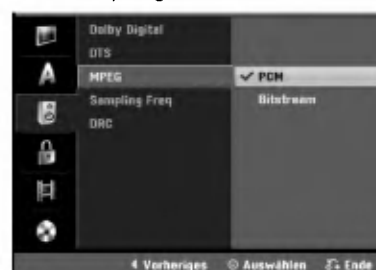 Dolby Digital
DTS
MPEG
✓ PCM
Sampling Freq
Bitstream
DRC
A
Vorheriges Auswählen Ende